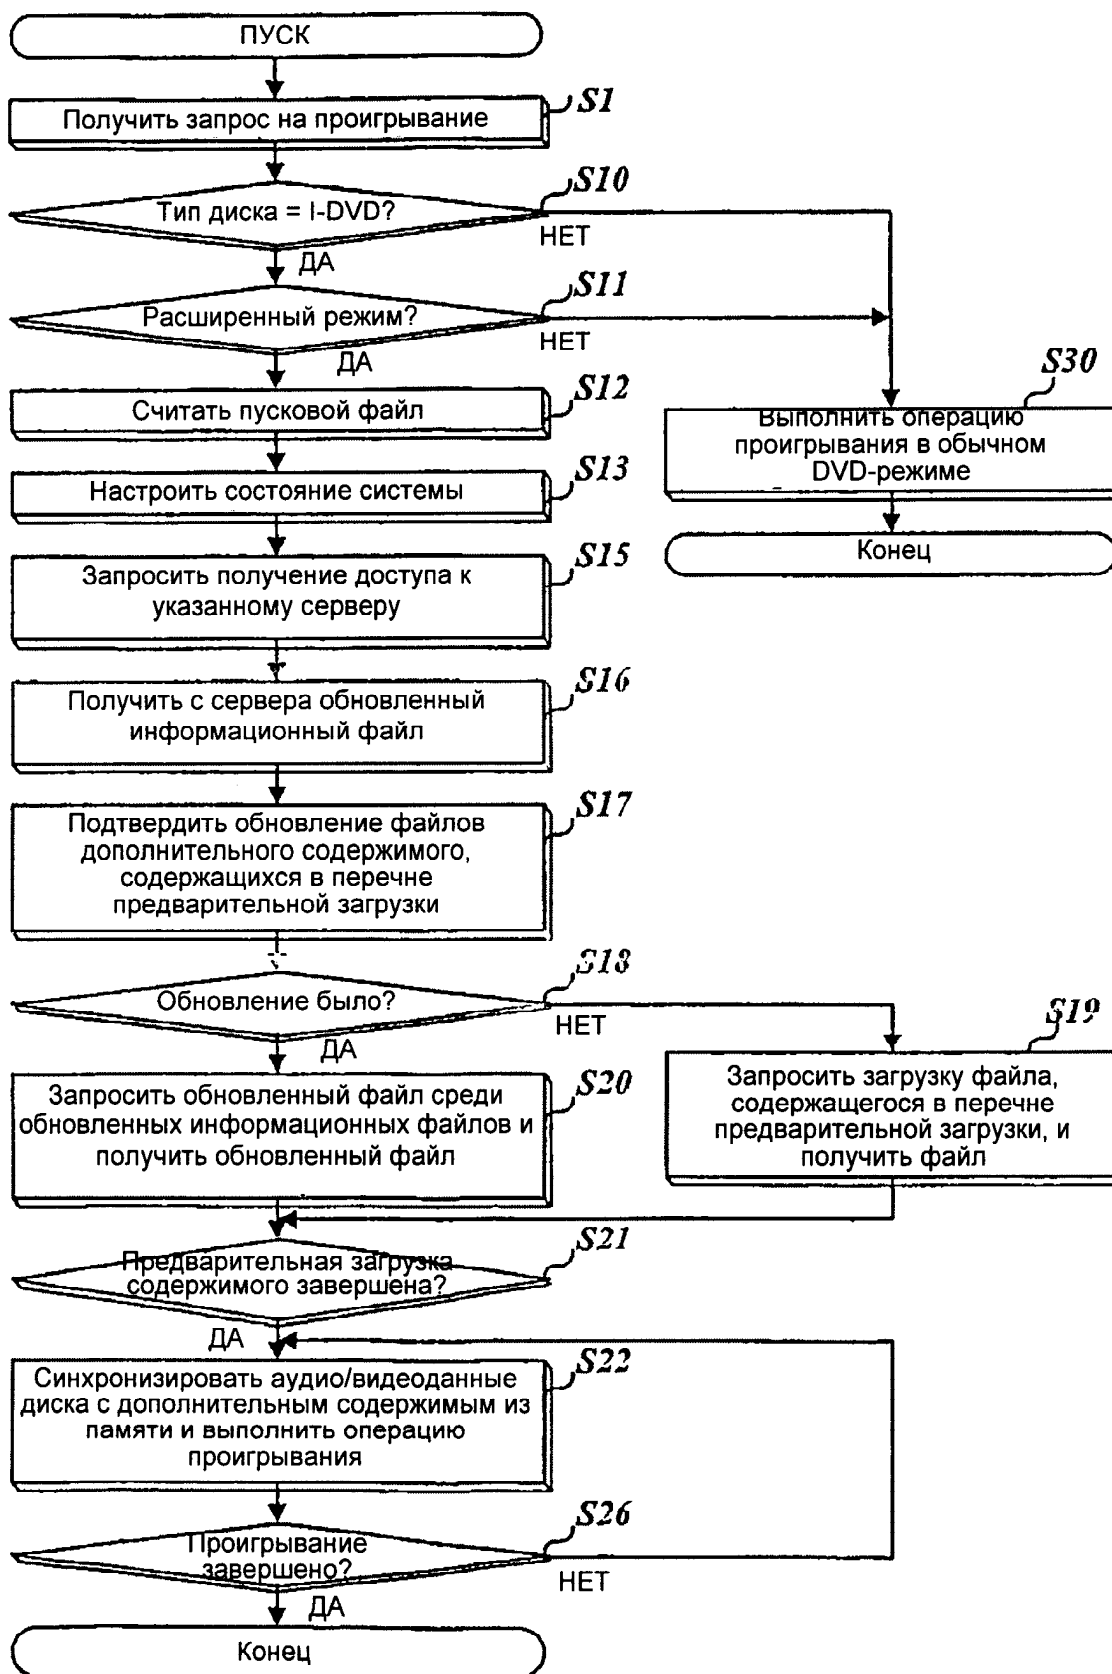 ПУСК
S1
Получить запрос на проигрывание
S10
Тип диска = I-DVD?
НЕТ
ДА
S11
Расширенный режим?
НЕТ
ДА
S12
Считать пусковой файл
S30
Выполнить операцию
проигрывания в обычном
DVD-режиме
S13
Настроить состояние системы
Конец
S15
Запросить получение доступа к
указанному серверу
S16
Получить с сервера обновленный
информационный файл
S17
Подтвердить обновление файлов
дополнительного содержимого,
содержащихся в перечне
предварительной загрузки
S18
Обновление было?
НЕТ
ДА
S19
Запросить загрузку файла,
содержащегося в перечне
предварительной загрузки, и
получить файл
S20
Запросить обновленный файл среди
обновленных информационных файлов и
получить обновленный файл
S21
Предварительная загрузка
содержимого завершена?
ДА
S22
Синхронизировать аудио/видеоданные
диска с дополнительным содержимым из
памяти и выполнить операцию
проигрывания
S26
Проигрывание
завершено?
НЕТ
ДА
Конец